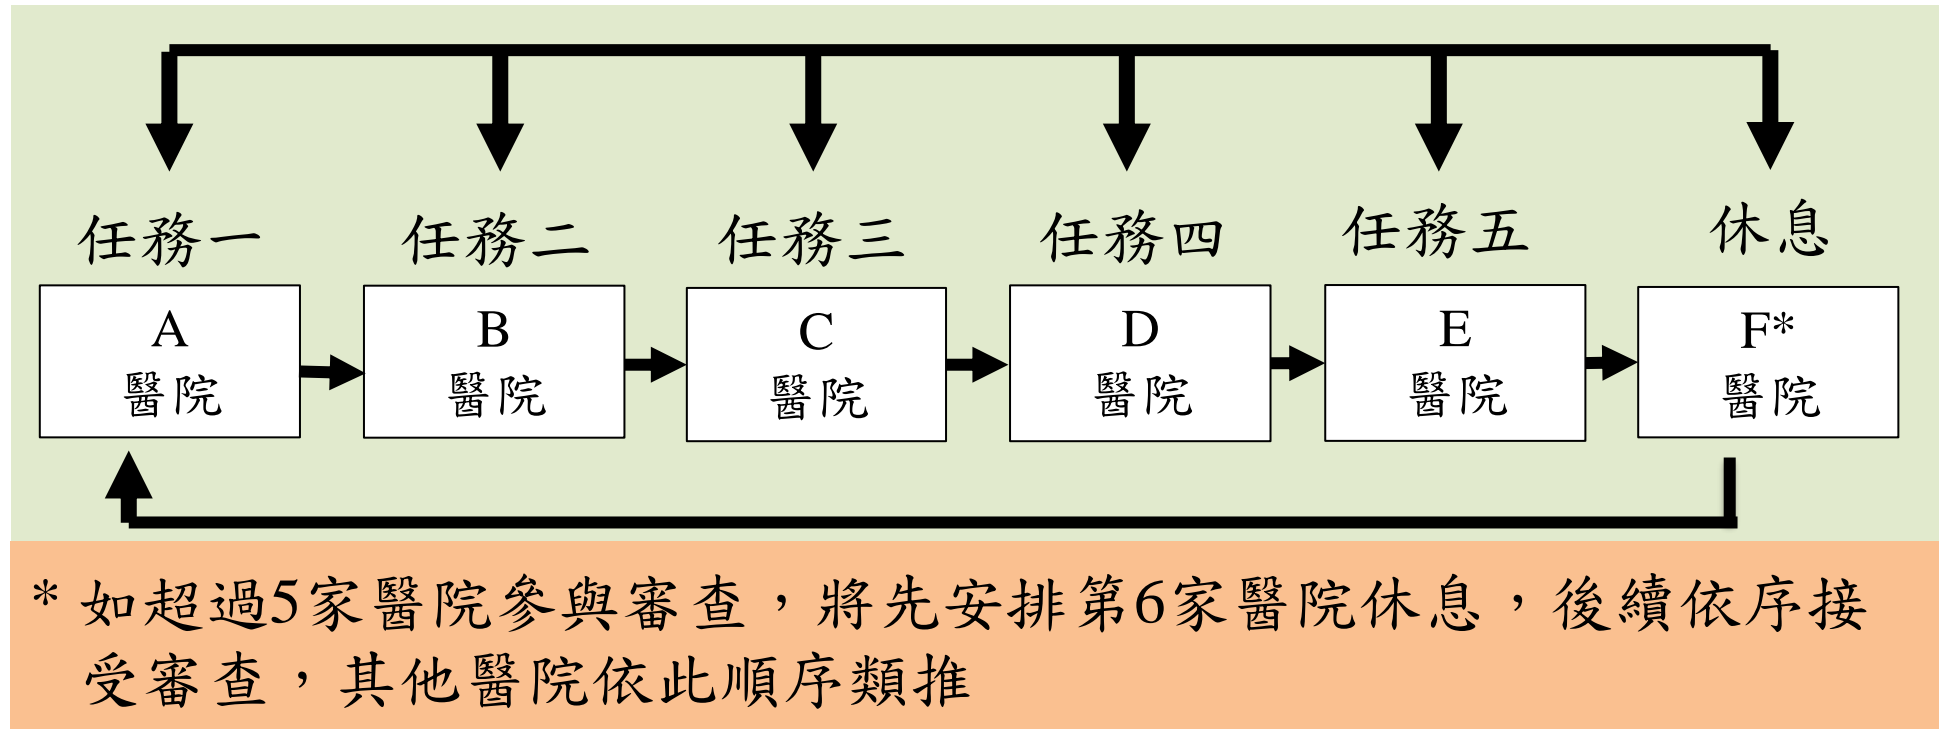 任務一 任務二 任務三 任務四 任務五 休息
A B C D E F*
醫院 醫院 醫院 醫院 醫院 醫院
* 如超過5家醫院參與審查，將先安排第6家醫院休息，後續依序接
受審查，其他醫院依此順序類推